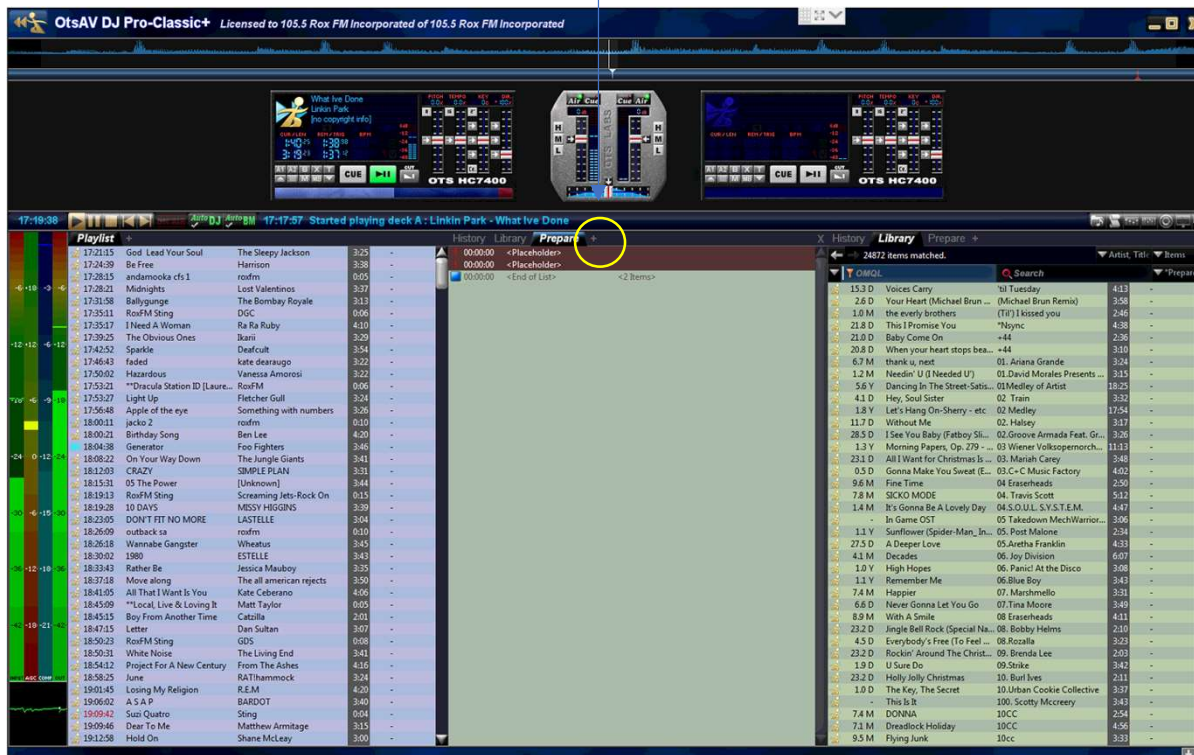 OtsAV DJ Pro-Classic+ Licensed to 105.5 Rox FM Incorporated of 105.5 Rox FM Incorporated
What Ive Done
Linkin Park
[no copyright info]
CUE
OTS HC7400
Air Cue Cue Air
H H
M M
L L
OTS LABS
CUE
OTS HC7400
17:19:38 Auto DJ Auto BM 17:17:57 Started playing deck A : Linkin Park - What Ive Done
Playlist +
17:21:15 God Lead Your Soul The Sleepy Jackson 3:25 -
17:24:39 Be Free Harrison 3:38 -
17:28:15 andamooka cfs 1 roxfm 0:05 -
17:28:21 Midnights Lost Valentinos 3:37 -
17:31:58 Ballygunge The Bombay Royale 3:13 -
17:35:11 RoxFM Sting DGC 0:06 -
17:35:17 I Need A Woman Ra Ra Ruby 4:10 -
17:39:25 The Obvious Ones Ikarii 3:29 -
17:42:52 Sparkle Deafcult 3:54 -
17:46:43 faded kate dearaugo 3:22 -
17:50:02 Hazardous Vanessa Amorosi 3:22 -
17:53:21 **Dracula Station ID [Laure... RoxFM 0:06 -
17:53:27 Light Up Fletcher Gull 3:24 -
17:56:48 Apple of the eye Something with numbers 3:26 -
18:00:11 jacko 2 roxfm 0:10 -
18:00:21 Birthday Song Ben Lee 4:20 -
18:04:38 Generator Foo Fighters 3:46 -
18:08:22 On Your Way Down The Jungle Giants 3:41 -
18:12:03 CRAZY SIMPLE PLAN 3:31 -
18:15:31 05 The Power [Unknown] 3:44 -
18:19:13 RoxFM Sting Screaming Jets-Rock On 0:15 -
18:19:28 10 DAYS MISSY HIGGINS 3:39 -
18:23:05 DON'T FIT NO MORE LASTELLE 3:04 -
18:26:09 outback sa roxfm 0:10 -
18:26:18 Wannabe Gangster Wheatus 3:45 -
18:30:02 1980 ESTELLE 3:43 -
18:33:43 Rather Be Jessica Mauboy 3:35 -
18:37:18 Move along The all american rejects 3:50 -
18:41:05 All That I Want Is You Kate Ceberano 4:06 -
18:45:09 **Local, Live & Loving It Matt Taylor 0:05 -
18:45:15 Boy From Another Time Catzilla 2:01 -
18:47:15 Letter Dan Sultan 3:07 -
18:50:23 RoxFM Sting GDS 0:08 -
18:50:31 White Noise The Living End 3:41 -
18:54:12 Project For A New Century From The Ashes 4:16 -
18:58:25 June RAT!hammock 3:24 -
19:01:45 Losing My Religion R.E.M 4:20 -
19:06:02 A S A P BARDOT 3:40 -
19:09:42 Suzi Quatro Sting 0:04 -
19:09:46 Dear To Me Matthew Armitage 3:15 -
19:12:58 Hold On Shane McLeay 3:00 -
History Library Prepare +
00:00:00 <Placeholder>
00:00:00 <Placeholder>
00:00:00 <End of List> <2 Items>
X History Library Prepare +
24872 items matched. Artist, Title Items
OMQL Search *Prepar
15.3 D Voices Carry 'til Tuesday 4:13 -
2.6 D Your Heart (Michael Brun ... (Michael Brun Remix) 3:58 -
1.0 M the everly brothers (Til') I kissed you 2:46 -
21.8 D This I Promise You *Nsync 4:38 -
21.0 D Baby Come On +44 2:36 -
20.8 D When your heart stops bea... +44 3:10 -
6.7 M thank u, next 01. Ariana Grande 3:24 -
1.2 M Needin' U (I Needed U') 01.David Morales Presents ... 3:15 -
5.6 Y Dancing In The Street-Satis... 01Medley of Artist 18:25 -
4.1 D Hey, Soul Sister 02 Train 3:32 -
1.8 Y Let's Hang On-Sherry - etc 02 Medley 17:54 -
11.7 D Without Me 02. Halsey 3:17 -
28.5 D I See You Baby (Fatboy Sli... 02.Groove Armada Feat. Gr... 3:26 -
1.3 Y Morning Papers, Op. 279 - ... 03 Wiener Volksopernorch... 11:13 -
23.1 D All I Want for Christmas Is ... 03. Mariah Carey 3:48 -
0.5 D Gonna Make You Sweat (E... 03.C+C Music Factory 4:02 -
9.6 M Fine Time 04 Eraserheads 2:50 -
7.8 M SICKO MODE 04. Travis Scott 5:12 -
1.4 M It's Gonna Be A Lovely Day 04.S.O.U.L. S.Y.S.T.E.M. 4:47 -
- In Game OST 05 Takedown MechWarrior... 3:06 -
1.1 Y Sunflower (Spider-Man_ In... 05. Post Malone 2:34 -
27.5 D A Deeper Love 05.Aretha Franklin 4:33 -
4.1 M Decades 06. Joy Division 6:07 -
1.0 Y High Hopes 06. Panic! At the Disco 3:08 -
1.1 Y Remember Me 06.Blue Boy 3:43 -
7.4 M Happier 07. Marshmello 3:31 -
6.6 D Never Gonna Let You Go 07.Tina Moore 3:49 -
8.9 M With A Smile 08 Eraserheads 4:11 -
23.2 D Jingle Bell Rock (Special Na... 08. Bobby Helms 2:10 -
4.5 D Everybody's Free (To Feel ... 08.Rozalla 3:23 -
23.2 D Rockin' Around The Christ... 09. Brenda Lee 2:03 -
1.9 D U Sure Do 09.Strike 3:42 -
23.2 D Holly Jolly Christmas 10. Burl Ives 2:11 -
1.0 D The Key, The Secret 10.Urban Cookie Collective 3:37 -
- This Is It 100. Scotty Mccreery 3:43 -
7.4 M DONNA 10CC 2:54 -
7.1 M Dreadlock Holiday 10CC 4:56 -
9.5 M Flying Junk 10cc 3:33 -